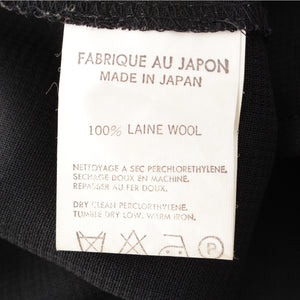 FABRIQUE AU JAPON
MADE IN JAPAN
100% LAINE WOOL
NETTOYAGE A SEC PERCHLORETHYLENE.
SECHAGE DOUX EN MACHINE.
REPASSER AU FER DOUX.
DRY CLEAN PERCLORTHYLENE.
TUMBLE DRY LOW. WARM IRON.
P